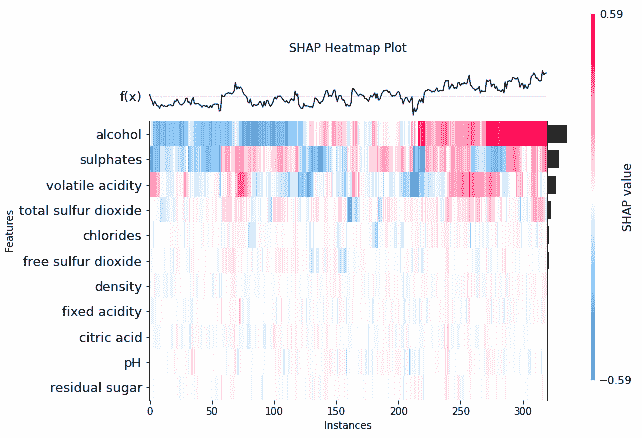 0.59
SHAP Heatmap Plot
f(x)
alcohol
sulphates
volatile acidity
total sulfur dioxide
chlorides
free sulfur dioxide
density
fixed acidity
citric acid
pH
residual sugar
Features
0 50 100 150 200 250 300
Instances
SHAP value
−0.59